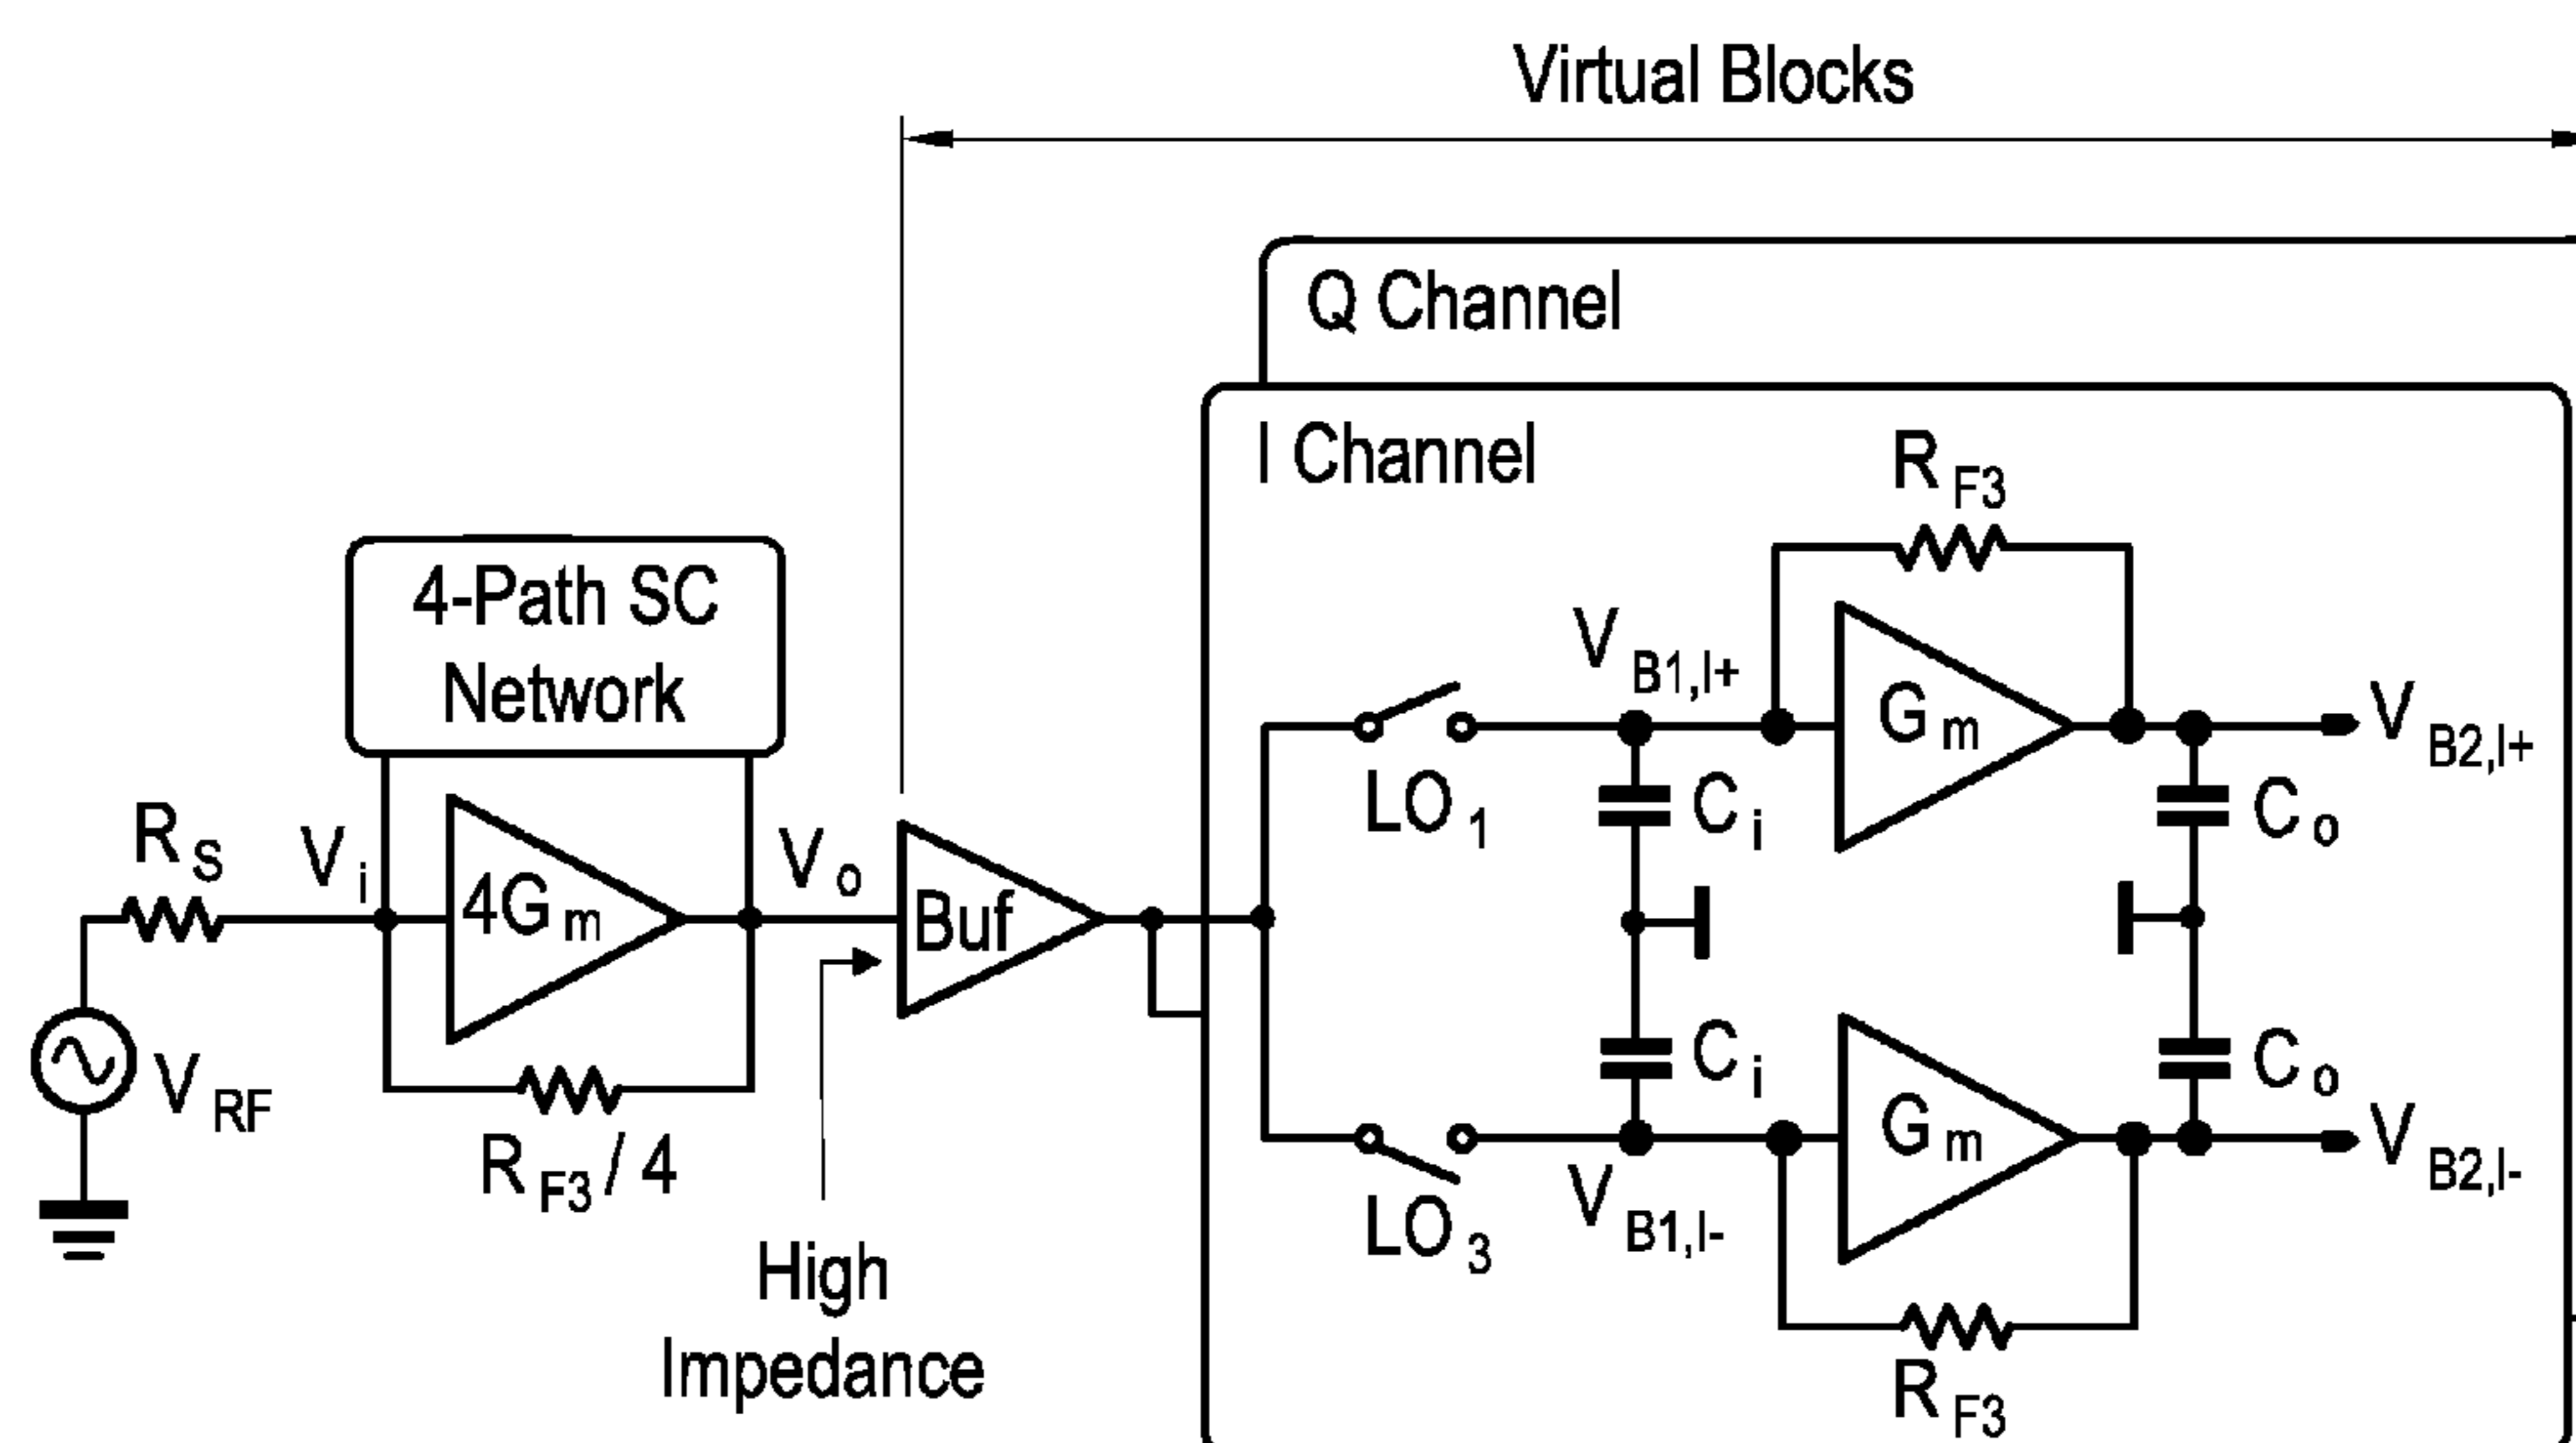 Virtual Blocks
Q Channel
I Channel
R F3
4-Path SC
Network
V B1,I+
G m
V B2,I+
R S
V i
4G m
V o
Buf
LO 1
C i
C o
V RF
R F3 / 4
High
Impedance
LO 3
C i
V B1,I-
G m
C o
V B2,I-
R F3